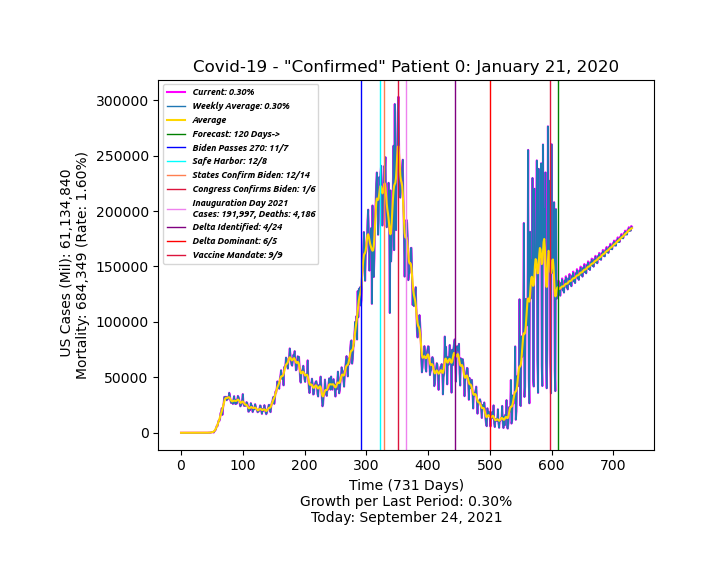 Covid-19 - "Confirmed" Patient 0: January 21, 2020
US Cases (Mil): 61,134,840
Mortality: 684,349 (Rate: 1.60%)
300000
250000
200000
150000
100000
50000
0
Current: 0.30%
Weekly Average: 0.30%
Average
Forecast: 120 Days->
Biden Passes 270: 11/7
Safe Harbor: 12/8
States Confirm Biden: 12/14
Congress Confirms Biden: 1/6
Inauguration Day 2021
Cases: 191,997, Deaths: 4,186
Delta Identified: 4/24
Delta Dominant: 6/5
Vaccine Mandate: 9/9
0 100 200 300 400 500 600 700
Time (731 Days)
Growth per Last Period: 0.30%
Today: September 24, 2021